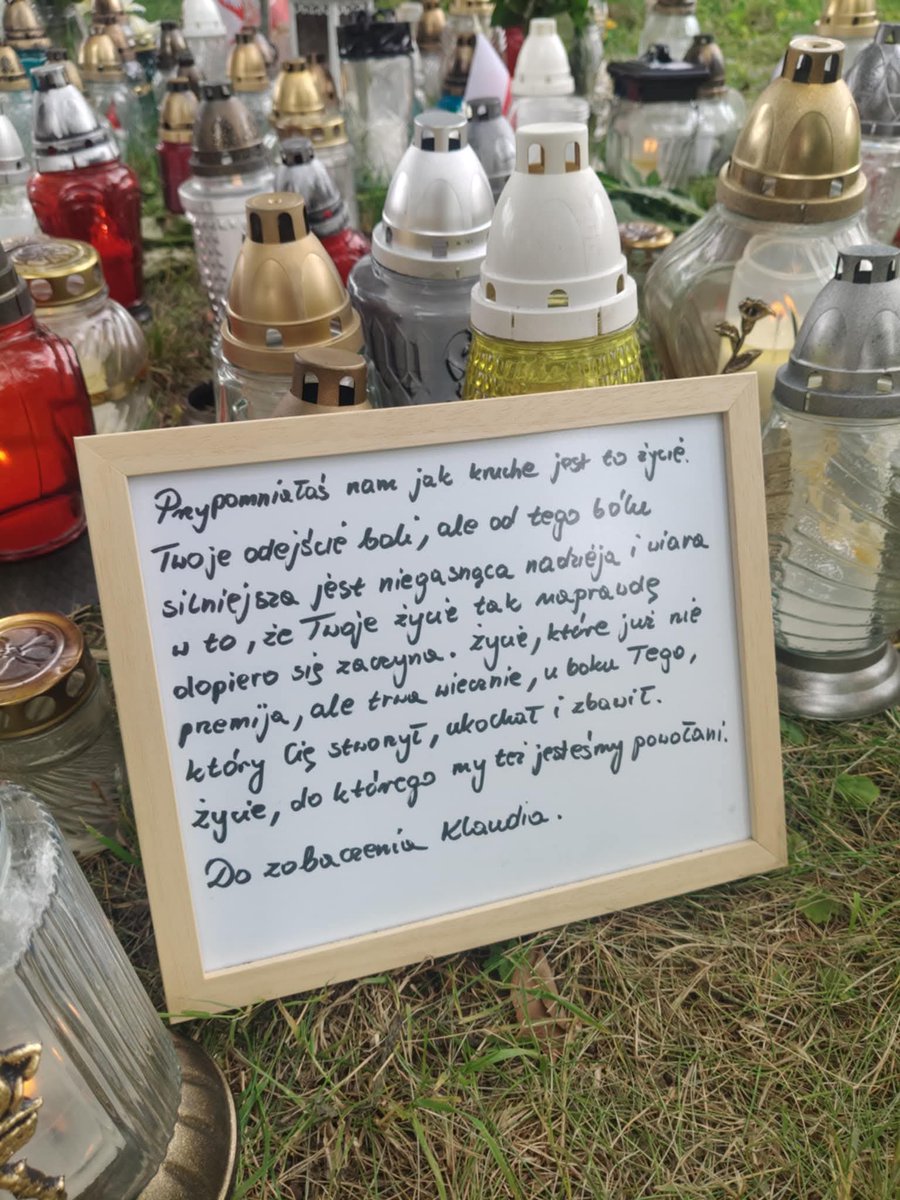 Przypomniałaś nam jak kruche jest to życie.
Twoje odejście boli, ale od tego bólu
silniejsza jest niegasnąca nadzieja i wiara
w to, że Twoje życie tak naprawdę
dopiero się zaczyna. Życie, które już nie
przemija, ale trwa wiecznie, u boku Tego,
który Cię stworzył, ukochał i zbawił.
Życie, do którego my też jesteśmy powołani.
Do zobaczenia Klaudia.